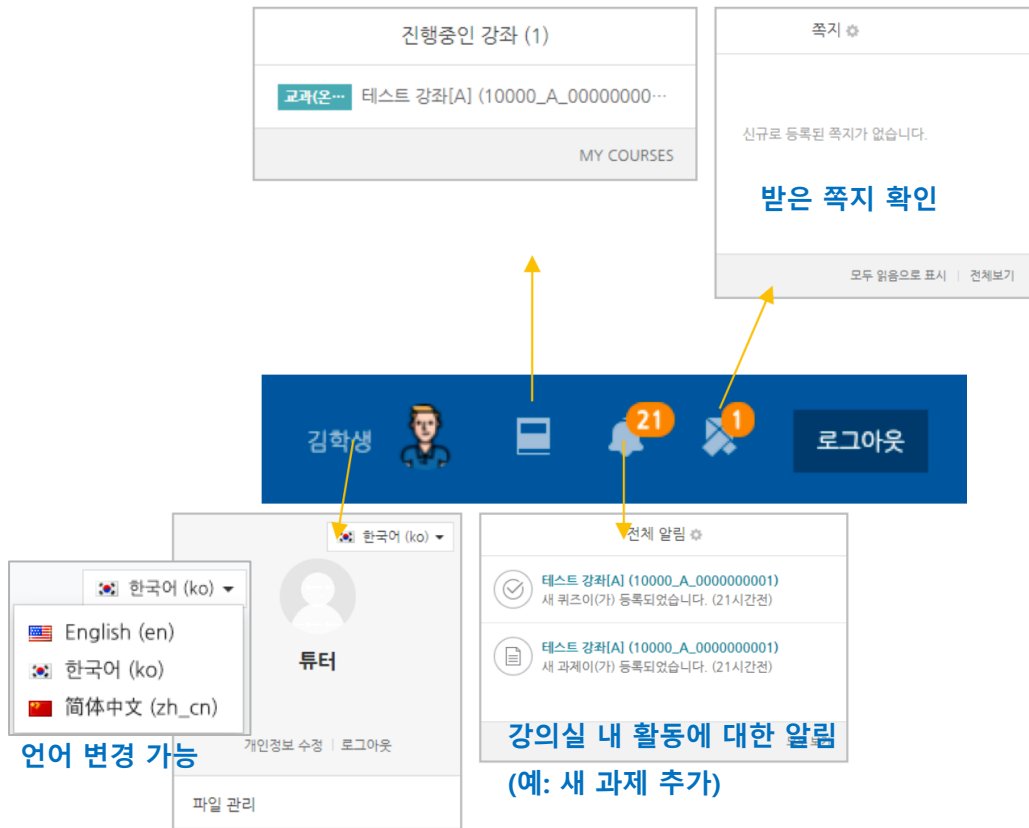 진행중인 강좌 (1)
교과(온… 테스트 강좌[A] (10000_A_00000000…
MY COURSES
쪽지
신규로 등록된 쪽지가 없습니다.
받은 쪽지 확인
모두 읽음으로 표시 | 전체보기
김학생
21
1
로그아웃
한국어 (ko)
튜터
개인정보 수정 | 로그아웃
파일 관리
한국어 (ko)
English (en)
한국어 (ko)
简体中文 (zh_cn)
언어 변경 가능
전체 알림
테스트 강좌[A] (10000_A_0000000001)
새 퀴즈이(가) 등록되었습니다. (21시간전)
테스트 강좌[A] (10000_A_0000000001)
새 과제이(가) 등록되었습니다. (21시간전)
강의실 내 활동에 대한 알림
(예: 새 과제 추가)